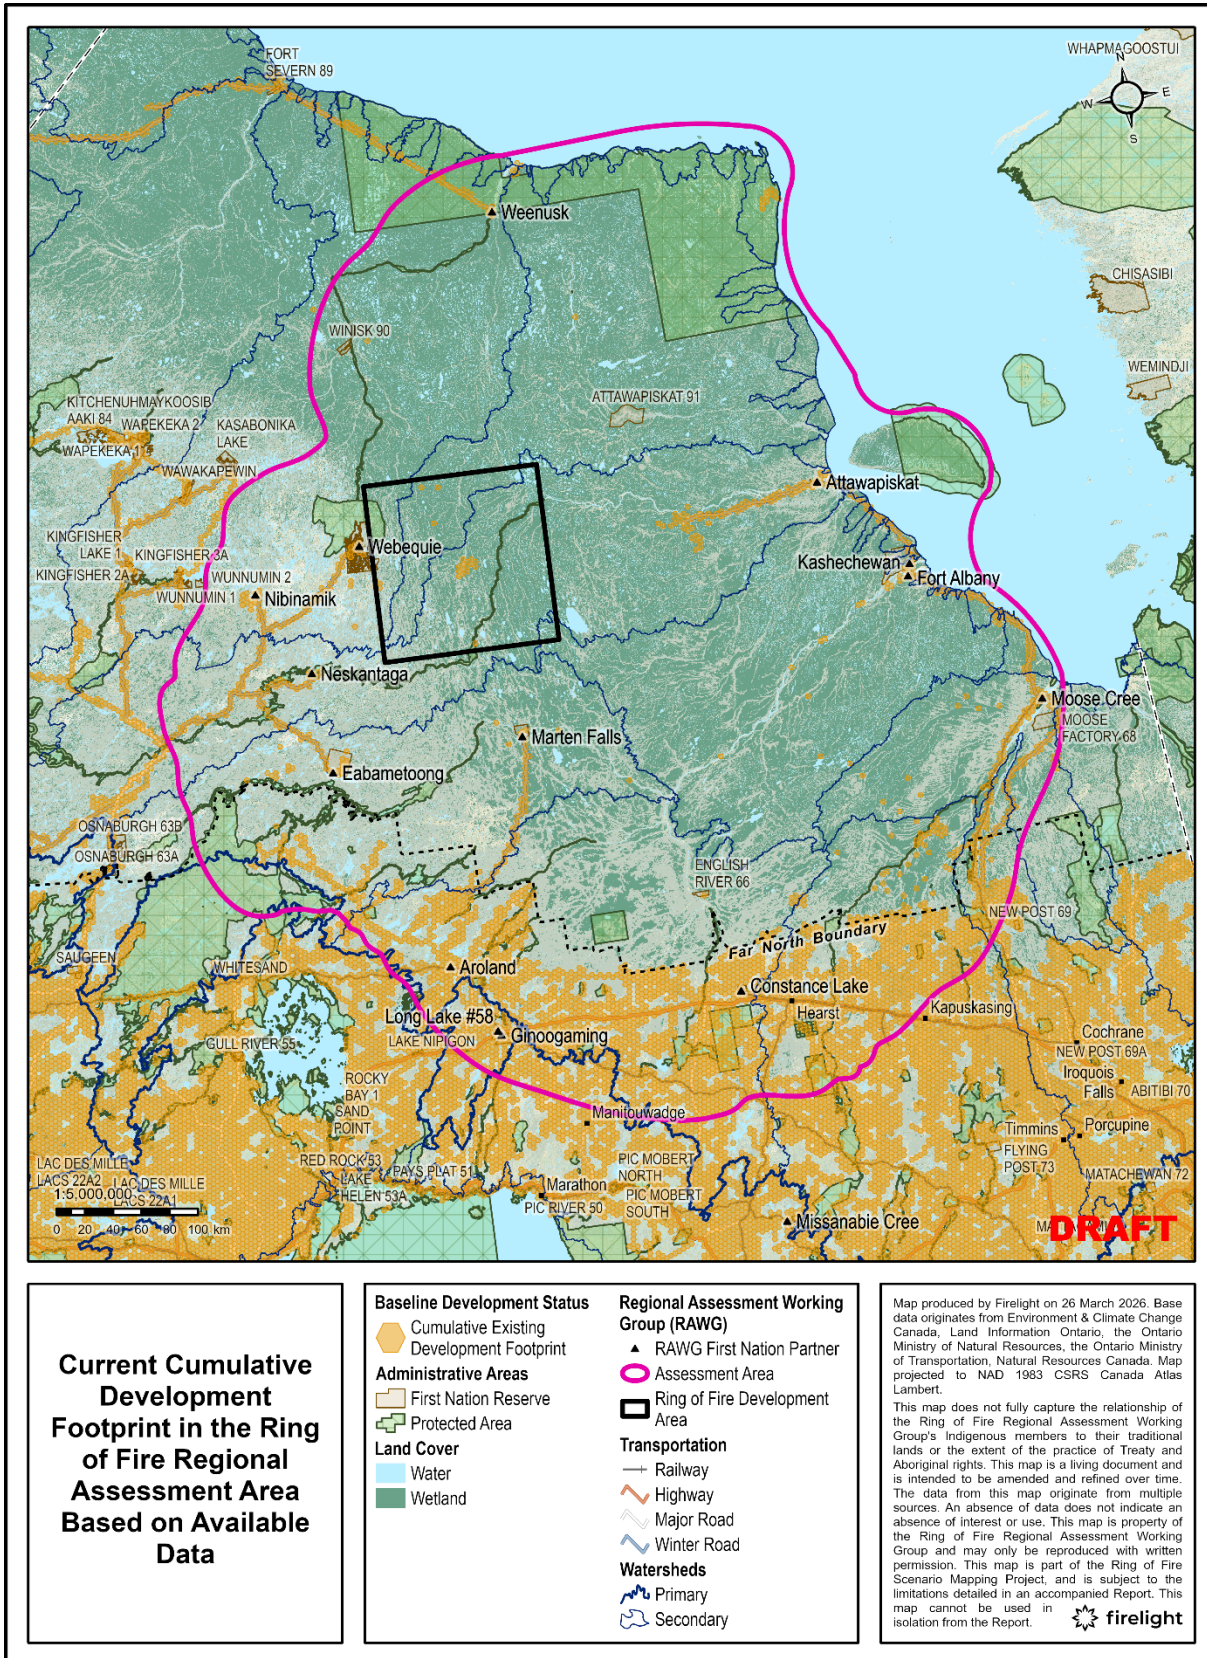 FORT
SEVERN 89
WHAPMAGOOSTUI
N
W
E
S
Weenusk
CHISASIBI
WINISK 90
WEMINDJI
KITCHENUHMAYKOOSIB
AAKI 84
WAPEKEKA 2
KASABONIKA
LAKE
ATTAWAPISKAT 91
WAPEKEKA 1
WAWAKAPEWIN
Attawapiskat
KINGFISHER
LAKE 1
KINGFISHER 3A
Webequie
Kashechewan
KINGFISHER 2A
WUNNUMIN 2
Fort Albany
WUNNUMIN 1
Nibinamik
Neskantaga
Moose Cree
MOOSE
FACTORY 68
Marten Falls
Eabametoong
OSNABURGH 63B
OSNABURGH 63A
ENGLISH
RIVER 66
NEW POST 69
Far North Boundary
SAUGEEN
WHITESAND
Aroland
Constance Lake
Hearst
Kapuskasing
Long Lake #58
Ginoogaming
LAKE NIPIGON
GULL RIVER 55
Cochrane
NEW POST 69A
Iroquois
Falls
ABITIBI 70
ROCKY
BAY 1
SAND
POINT
Manitouwadge
Timmins
Porcupine
FLYING
POST 73
MATACHEWAN 72
LAC DES MILLE
LACS 22A2
LAC DES MILLE
LACS 22A1
RED ROCK 53
LAKE
HELEN 53A
PAYS PLAT 51
PIC MOBERT
NORTH
PIC MOBERT
SOUTH
Marathon
PIC RIVER 50
Missanabie Cree
1:5,000,000
0 20 40 60 80 100 km
DRAFT
Current Cumulative
Development
Footprint in the Ring
of Fire Regional
Assessment Area
Based on Available
Data
Baseline Development Status
Cumulative Existing
Development Footprint
Administrative Areas
First Nation Reserve
Protected Area
Land Cover
Water
Wetland
Regional Assessment Working
Group (RAWG)
RAWG First Nation Partner
Assessment Area
Ring of Fire Development
Area
Transportation
Railway
Highway
Major Road
Winter Road
Watersheds
Primary
Secondary
Map produced by Firelight on 26 March 2026. Base
data originates from Environment & Climate Change
Canada, Land Information Ontario, the Ontario
Ministry of Natural Resources, the Ontario Ministry
of Transportation, Natural Resources Canada. Map
projected to NAD 1983 CSRS Canada Atlas
Lambert.
This map does not fully capture the relationship of
the Ring of Fire Regional Assessment Working
Group's Indigenous members to their traditional
lands or the extent of the practice of Treaty and
Aboriginal rights. This map is a living document and
is intended to be amended and refined over time.
The data from this map originate from multiple
sources. An absence of data does not indicate an
absence of interest or use. This map is property of
the Ring of Fire Regional Assessment Working
Group and may only be reproduced with written
permission. This map is part of the Ring of Fire
Scenario Mapping Project, and is subject to the
limitations detailed in an accompanied Report. This
map cannot be used in
isolation from the Report.
firelight